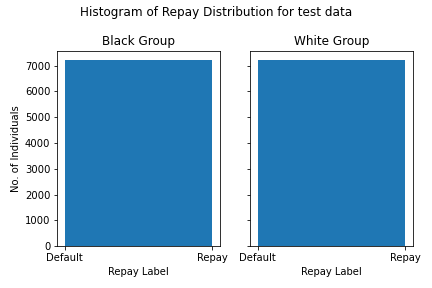 Histogram of Repay Distribution for test data
Black Group
White Group
No. of Individuals
7000
6000
5000
4000
3000
2000
1000
0
Default
Repay
Default
Repay
Repay Label
Repay Label